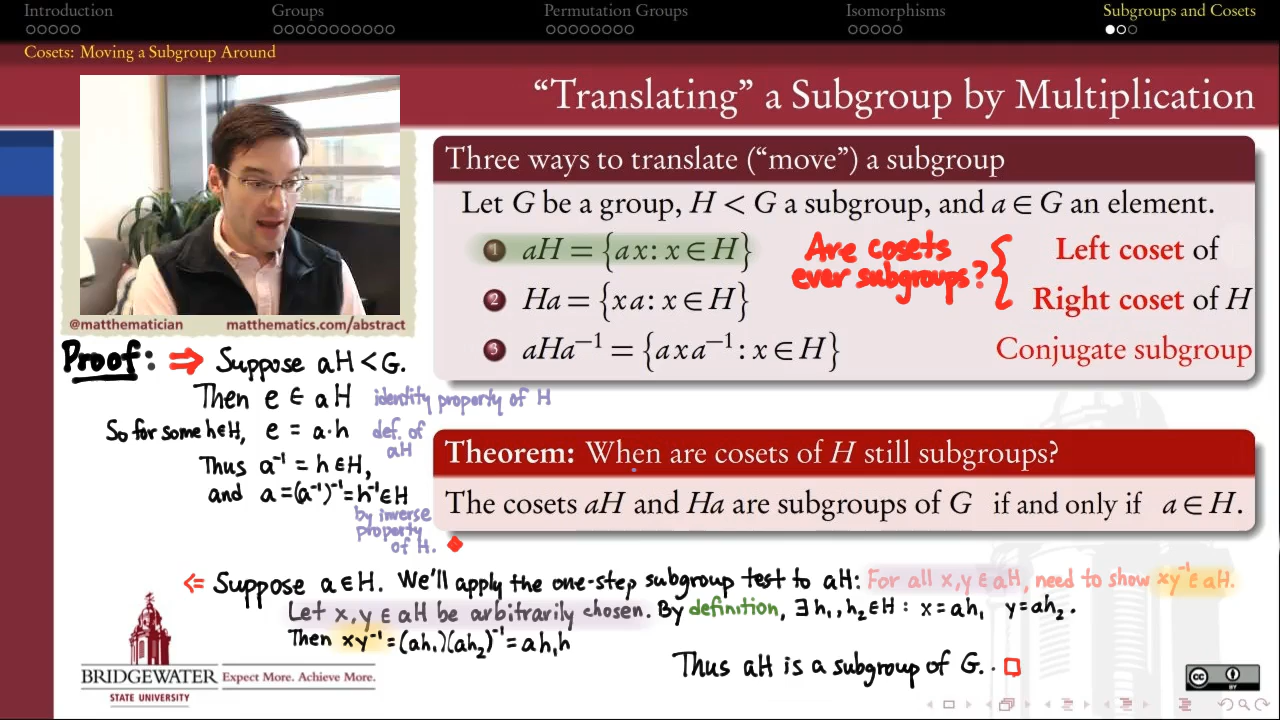 Introduction Groups Permutation Groups Isomorphisms Subgroups and Cosets
Cosets: Moving a Subgroup Around
“Translating” a Subgroup by Multiplication
Three ways to translate (“move”) a subgroup
Let G be a group, H < G a subgroup, and a ∈ G an element.
1 aH = {ax: x ∈ H} Left coset of
2 Ha = {xa: x ∈ H} Right coset of H
3 aHa⁻¹ = {axa⁻¹: x ∈ H} Conjugate subgroup
Are cosets
ever subgroups?
@matthematician matthematics.com/abstract
Proof: ⇒ Suppose aH < G.
Then e ∈ aH identity property of H
So for some h∈H, e = a·h def. of
aH
Thus a⁻¹ = h ∈ H,
and a = (a⁻¹)⁻¹ = h⁻¹ ∈ H
by inverse
property
of H.
Theorem: When are cosets of H still subgroups?
The cosets aH and Ha are subgroups of G if and only if a ∈ H.
⇐ Suppose a ∈ H. We'll apply the one-step subgroup test to aH: For all x, y ∈ aH, need to show xy⁻¹ ∈ aH.
Let x, y ∈ aH be arbitrarily chosen. By definition, ∃ h₁, h₂ ∈ H : x = ah₁ y = ah₂.
Then xy⁻¹ = (ah₁)(ah₂)⁻¹ = ah₁h
Thus aH is a subgroup of G. . □
BRIDGEWATER
STATE UNIVERSITY
Expect More. Achieve More.
cc BY